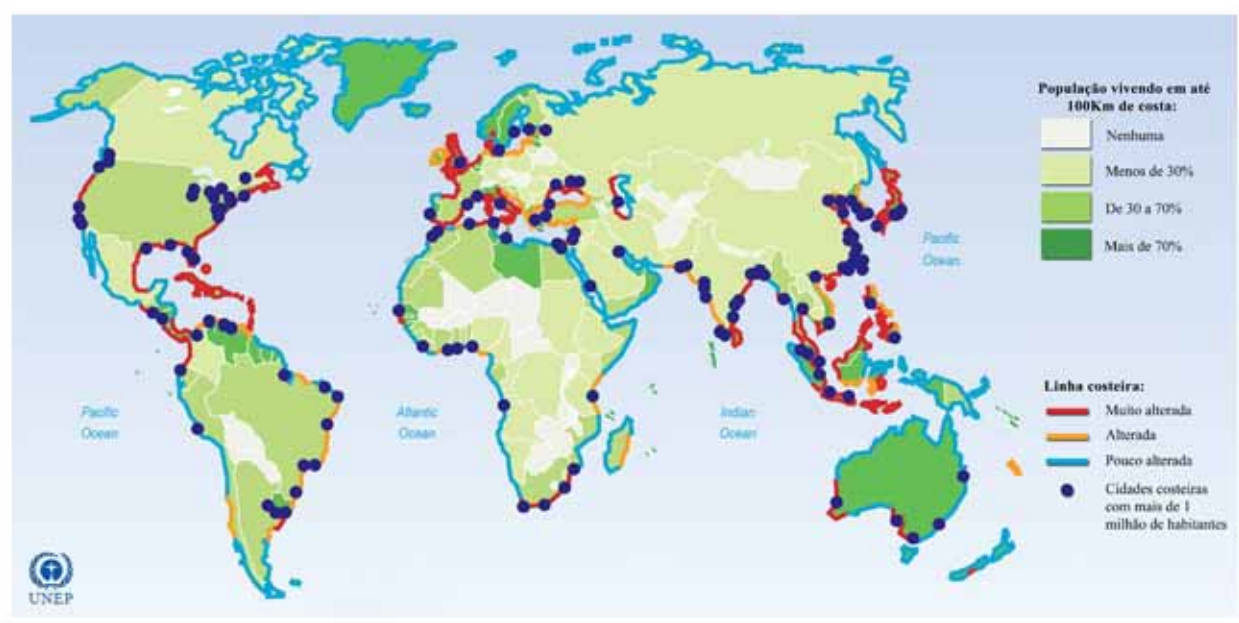 População vivendo em até
100Km de costa:
Nenhuma
Menos de 30%
De 30 a 70%
Mais de 70%
Pacific
Ocean
Pacific
Ocean
Atlantic
Ocean
Indian
Ocean
Linha costeira:
Muito alterada
Alterada
Pouco alterada
Cidades costeiras
com mais de 1
milhão de habitantes
UNEP